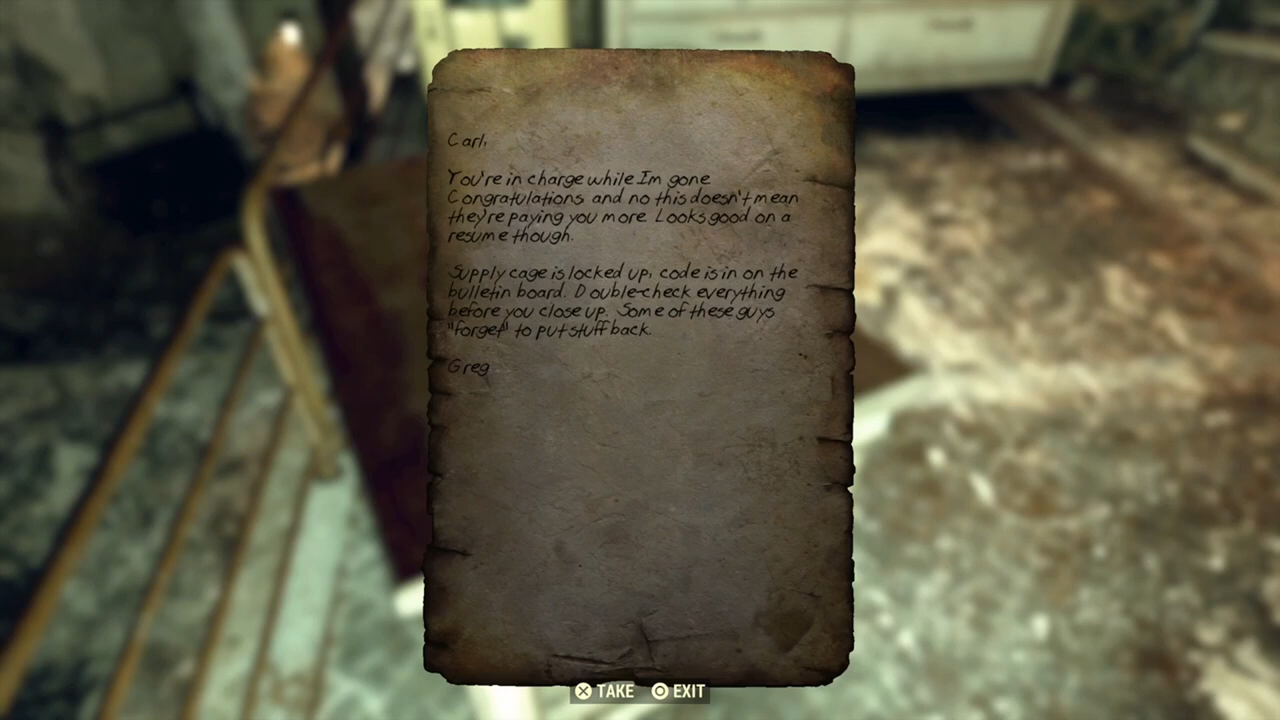 Carl,
You're in charge while Im gone
Congratulations and no this doesn't mean
they're paying you more. Looks good on a
resume though.
Supply cage is locked up, code is in on the
bulletin board. Double-check everything
before you close up. Some of these guys
"forget" to put stuff back.
Greg
TAKE EXIT